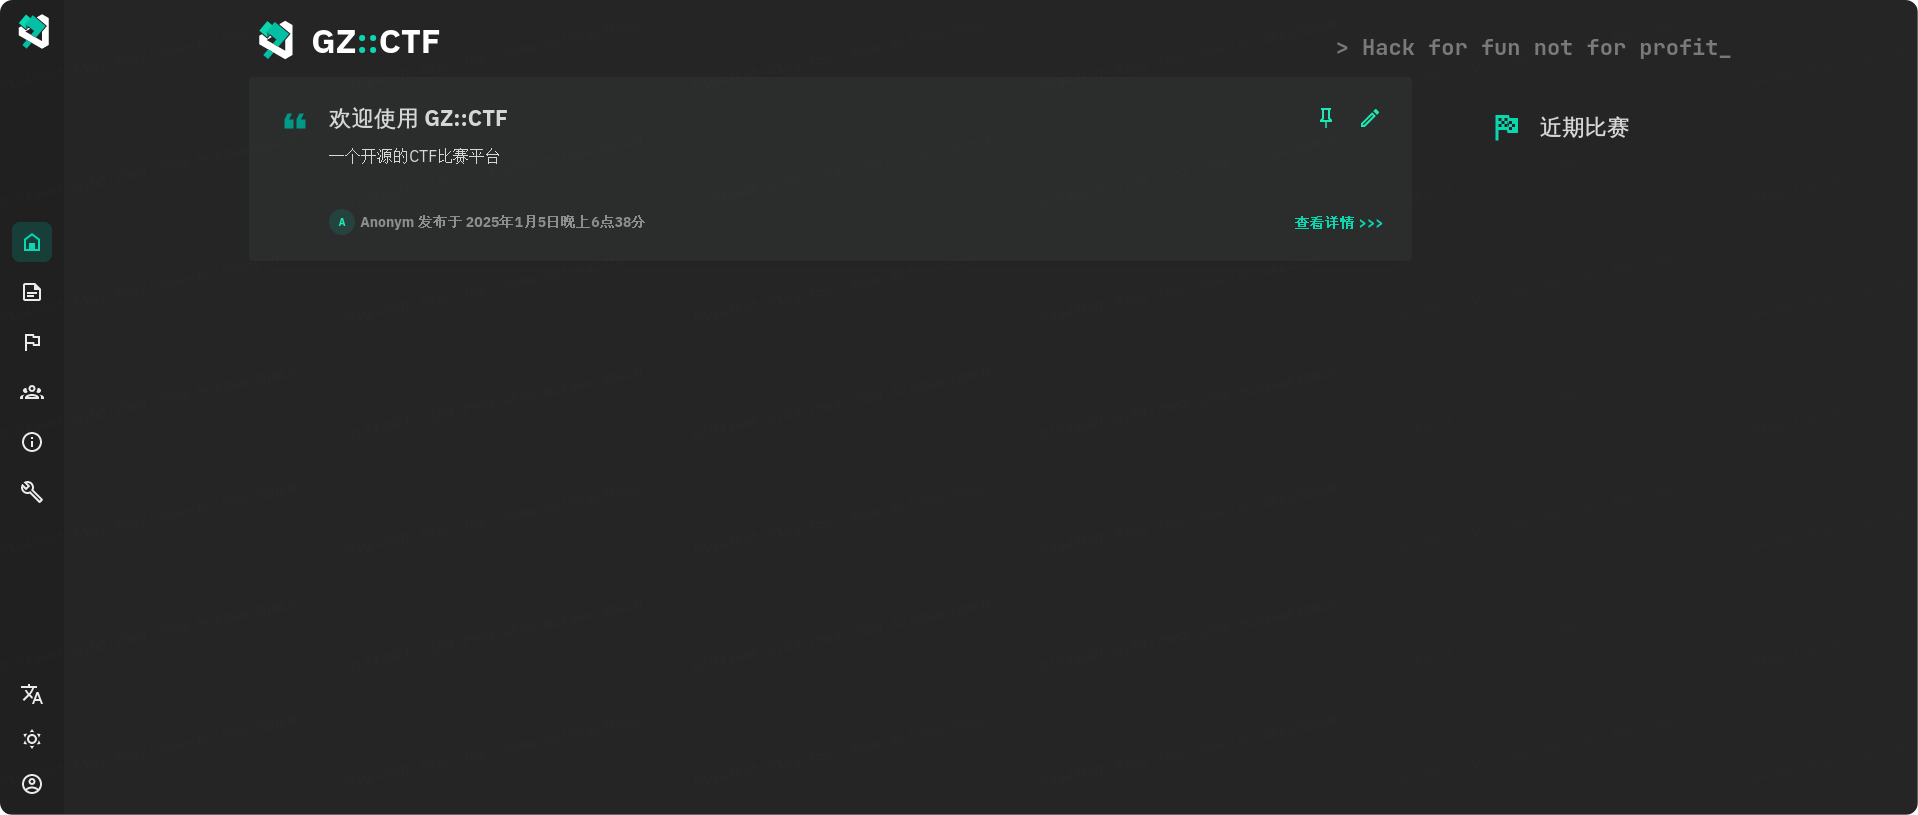 GZ::CTF
> Hack for fun not for profit_
欢迎使用 GZ::CTF
一个开源的CTF比赛平台
A Anonym 发布于 2025年1月5日晚上6点38分
查看详情 >>>
近期比赛